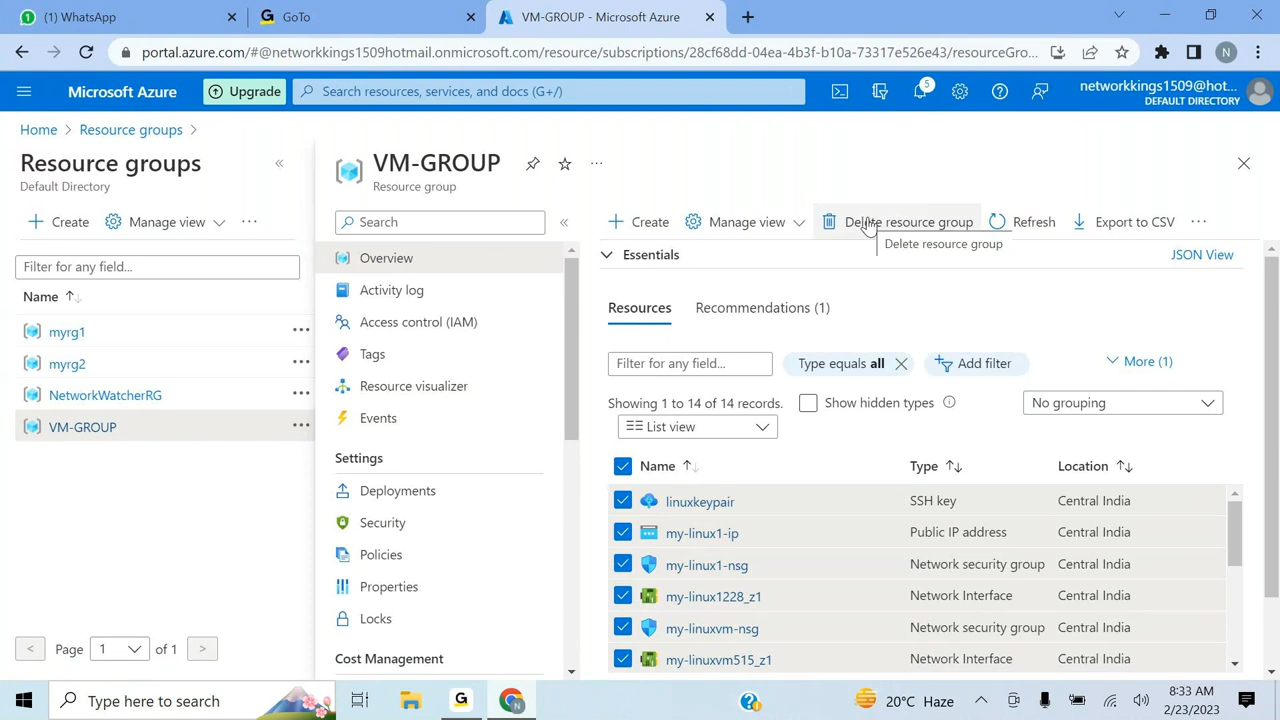 (1) WhatsApp
GoTo
VM-GROUP - Microsoft Azure
portal.azure.com/#@networkkings1509hotmail.onmicrosoft.com/resource/subscriptions/28cf68dd-04ea-4b3f-b10a-73317e526e43/resourceGro...
N
Microsoft Azure
Upgrade
Search resources, services, and docs (G+/)
5
networkkings1509@hot...
DEFAULT DIRECTORY
Home > Resource groups >
Resource groups
Default Directory
Create
Manage view
...
Filter for any field...
Name
myrg1
myrg2
NetworkWatcherRG
VM-GROUP
< Page 1 of 1 >
VM-GROUP
Resource group
Search
Overview
Activity log
Access control (IAM)
Tags
Resource visualizer
Events
Settings
Deployments
Security
Policies
Properties
Locks
Cost Management
Create
Manage view
Delete resource group
Refresh
Export to CSV
...
Delete resource group
Essentials
JSON View
Resources
Recommendations (1)
Filter for any field...
Type equals all
Add filter
More (1)
Showing 1 to 14 of 14 records.
Show hidden types
No grouping
List view
Name Type Location
linuxkeypair SSH key Central India
my-linux1-ip Public IP address Central India
my-linux1-nsg Network security group Central India
my-linux1228_z1 Network Interface Central India
my-linuxvm-nsg Network security group Central India
my-linuxvm515_z1 Network Interface Central India
Type here to search
20°C Haze
8:33 AM
2/23/2023